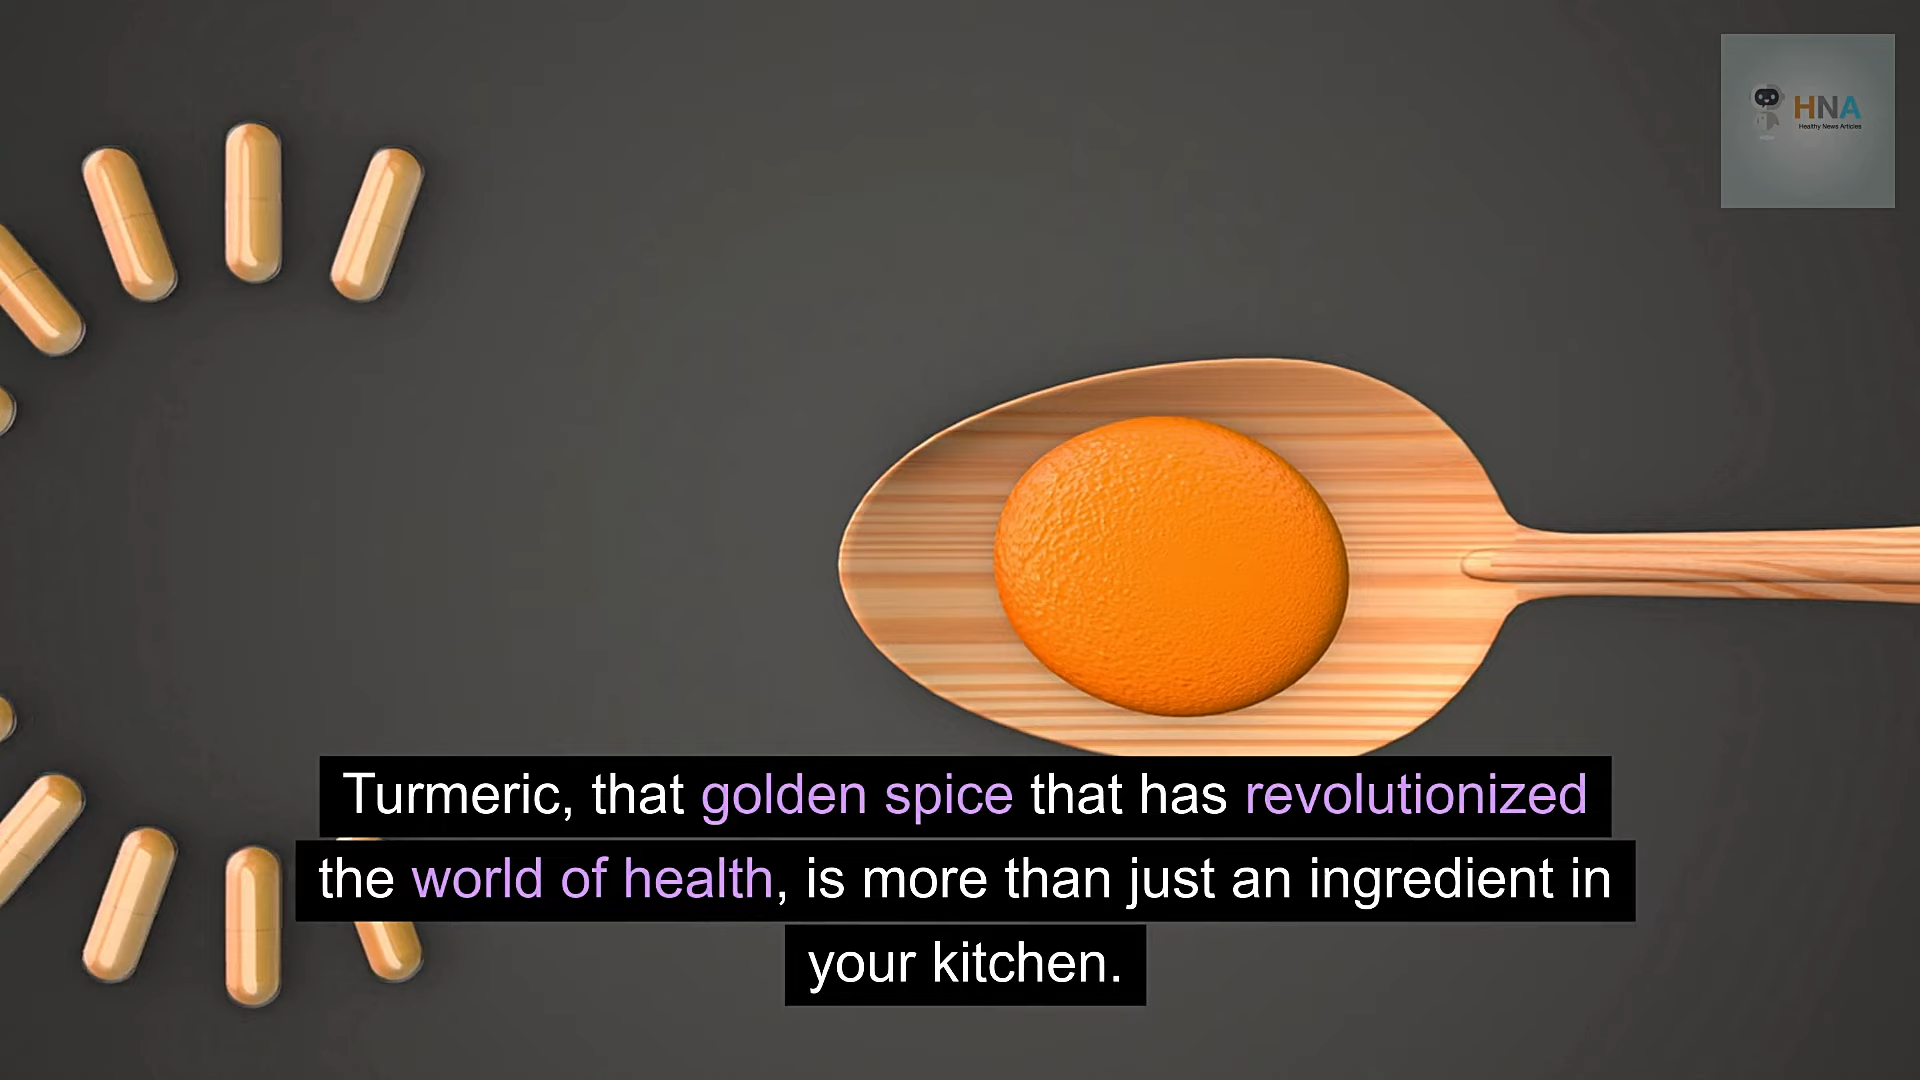 HNA
Healthy News Articles
Turmeric, that golden spice that has revolutionized
the world of health, is more than just an ingredient in
your kitchen.